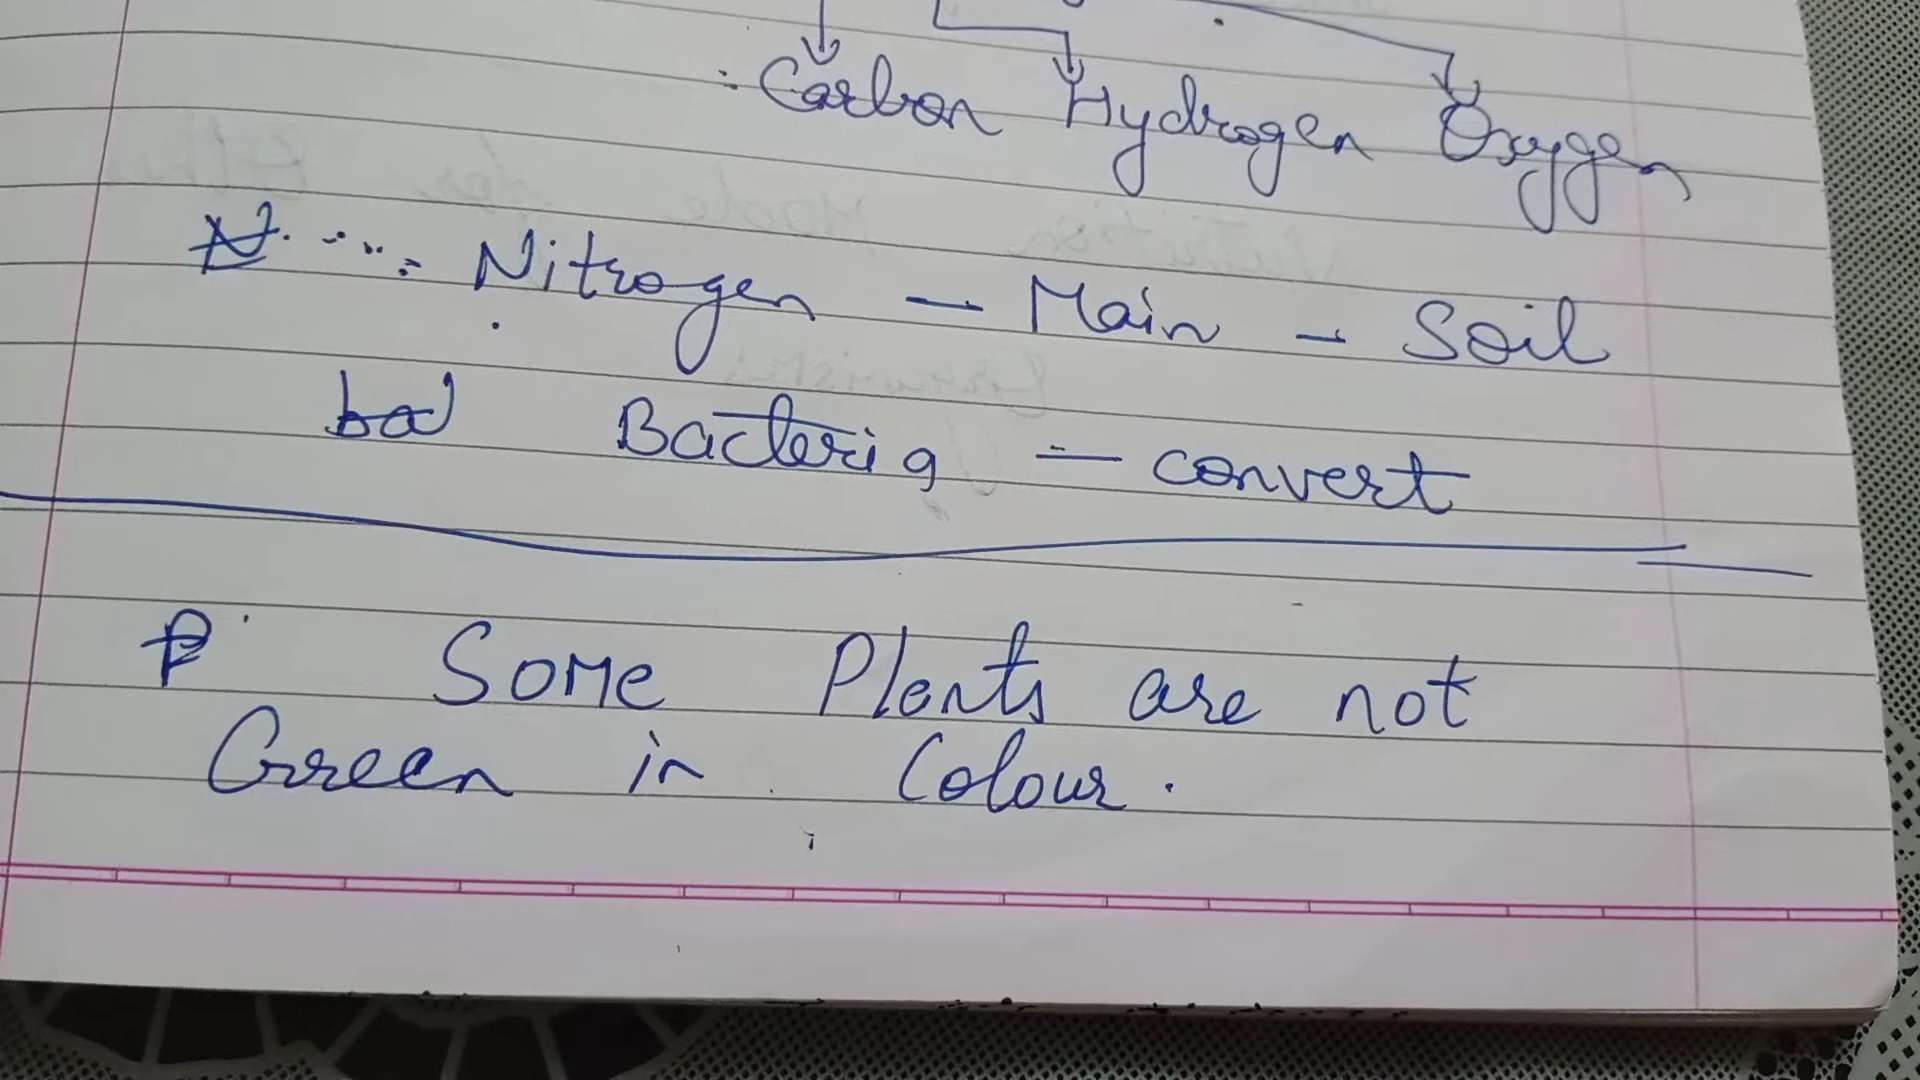 Carbon Hydrogen Oxygen
Nitrogen - Main - Soil
Bacteria - convert
Some Plants are not
Green in Colour.